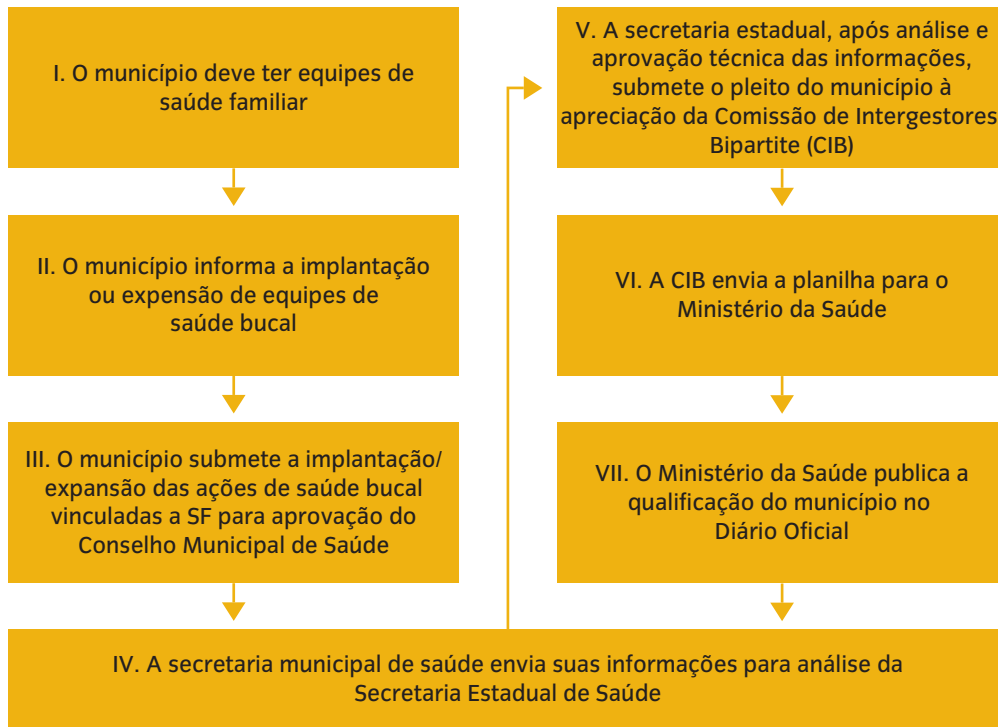 I. O município deve ter equipes de
saúde familiar
II. O município informa a implantação
ou expensão de equipes de
saúde bucal
III. O município submete a implantação/
expansão das ações de saúde bucal
vinculadas a SF para aprovação do
Conselho Municipal de Saúde
IV. A secretaria municipal de saúde envia suas informações para análise da
Secretaria Estadual de Saúde
V. A secretaria estadual, após análise e
aprovação técnica das informações,
submete o pleito do município à
apreciação da Comissão de Intergestores
Bipartite (CIB)
VI. A CIB envia a planilha para o
Ministério da Saúde
VII. O Ministério da Saúde publica a
qualificação do município no
Diário Oficial